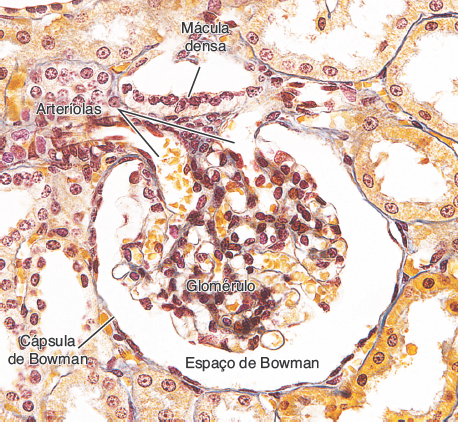 Mácula
densa
Arteríolas
Glomérulo
Cápsula
de Bowman
Espaço de Bowman